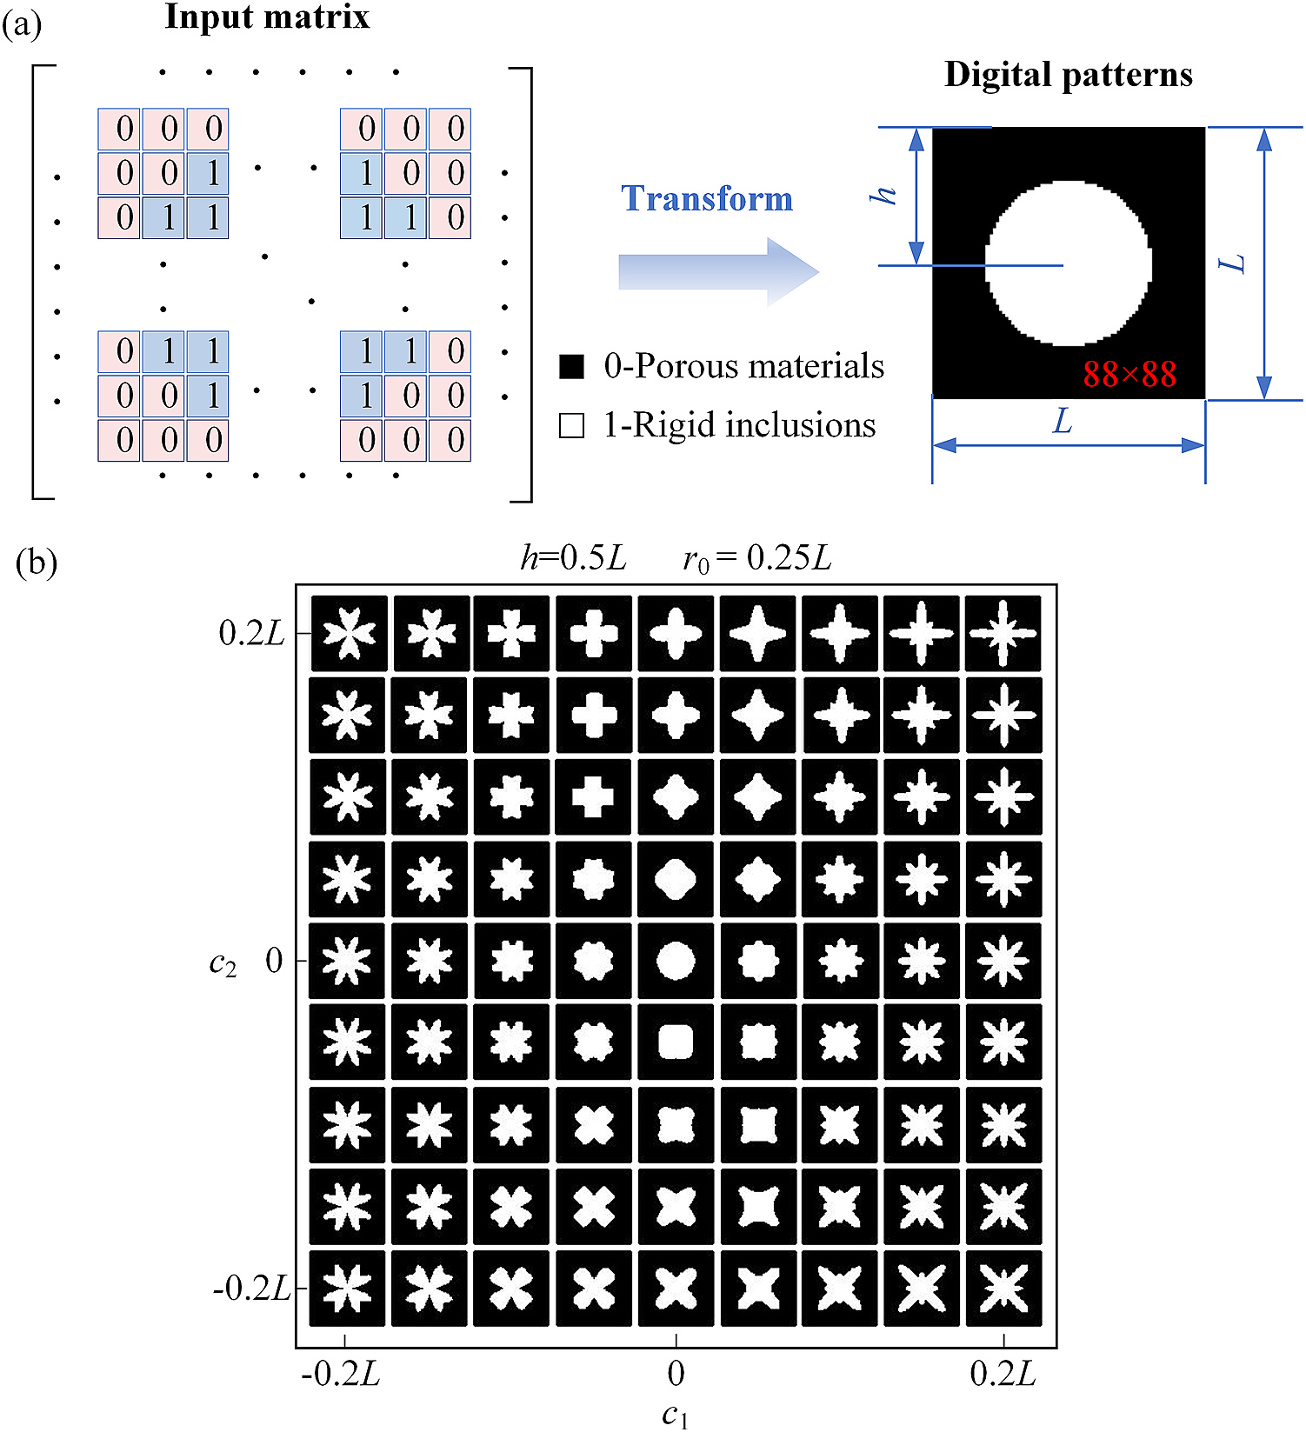 (a)
Input matrix
0 0 0 0 0 0
0 0 1 1 0 0
0 1 1 1 1 0
0 1 1 1 1 0
0 0 1 1 0 0
0 0 0 0 0 0
Transform
0-Porous materials
1-Rigid inclusions
Digital patterns
h
L
88×88
L
(b)
h=0.5L r₀ = 0.25L
0.2L
c₂ 0
-0.2L
-0.2L 0 0.2L
c₁